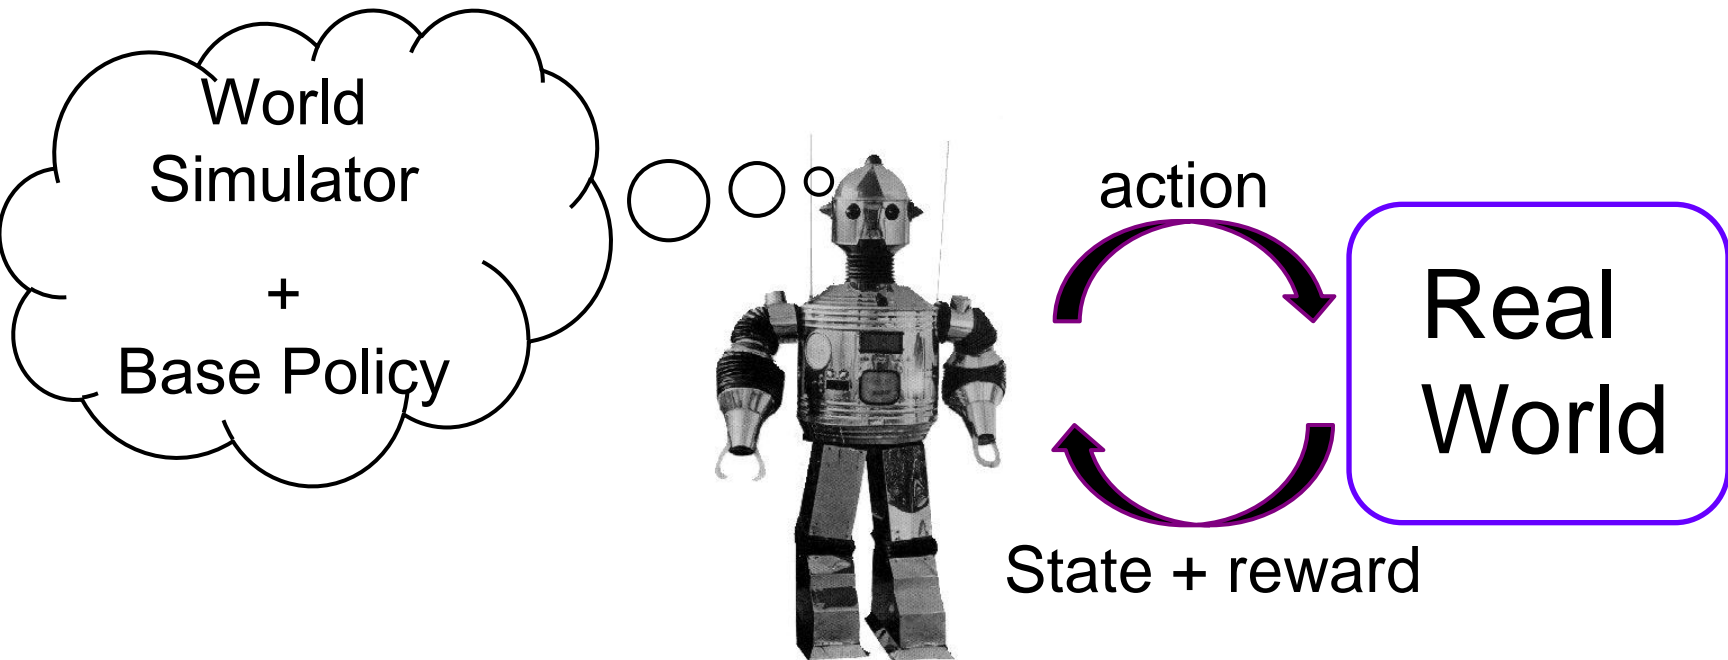 World
Simulator
+
Base Policy
action
Real
World
State + reward